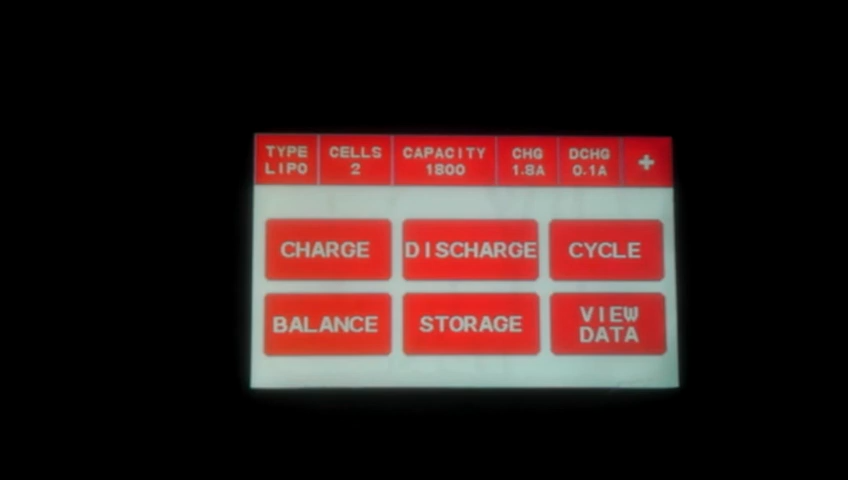 TYPE CELLS CAPACITY CHG DCHG +
LIPO 2 1800 1.8A 0.1A
CHARGE DISCHARGE CYCLE
BALANCE STORAGE VIEW DATA